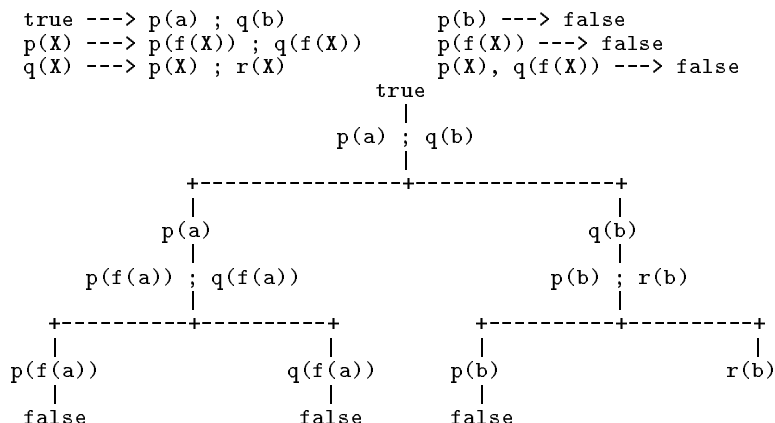 true ---> p(a) ; q(b)    p(b) ---> false
p(X) ---> p(f(X)) ; q(f(X))    p(f(X)) ---> false
q(X) ---> p(X) ; r(X)    p(X), q(f(X)) ---> false
true
p(a) ; q(b)
p(a)    q(b)
p(f(a)) ; q(f(a))    p(b) ; r(b)
p(f(a))    q(f(a))    p(b)    r(b)
false    false    false